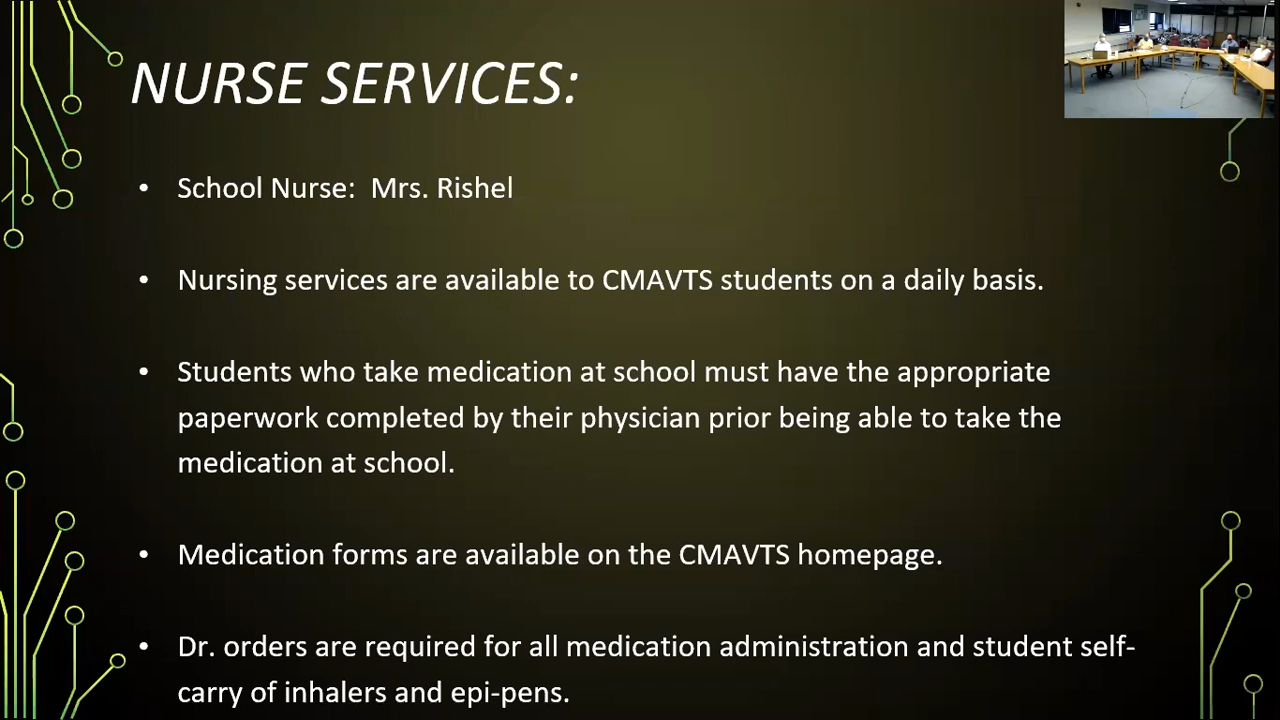 NURSE SERVICES:
• School Nurse:  Mrs. Rishel
• Nursing services are available to CMAVTS students on a daily basis.
• Students who take medication at school must have the appropriate
paperwork completed by their physician prior being able to take the
medication at school.
• Medication forms are available on the CMAVTS homepage.
• Dr. orders are required for all medication administration and student self-
carry of inhalers and epi-pens.